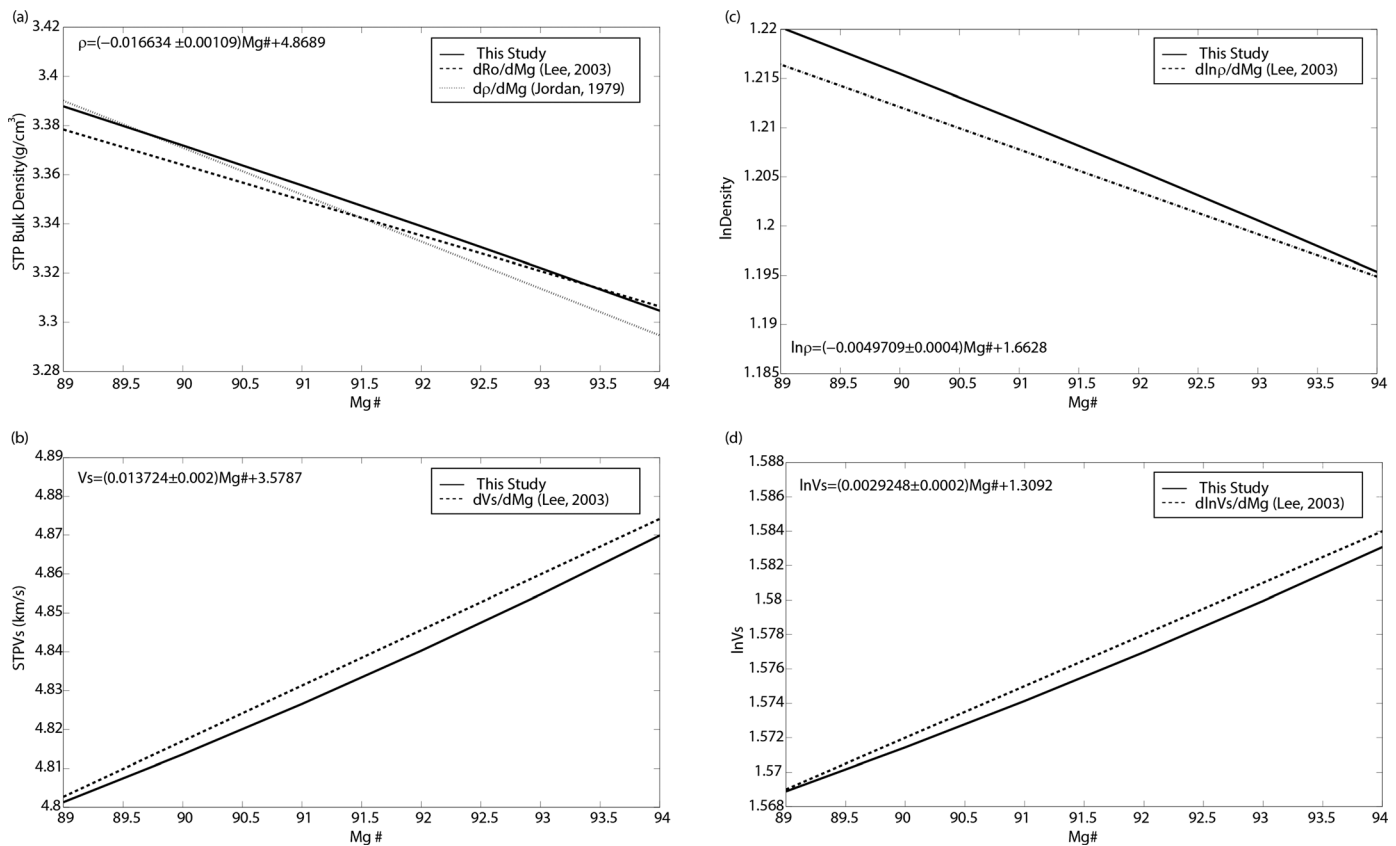 (a)
3.42
3.4
3.38
3.36
3.34
3.32
3.3
3.28
STP Bulk Density(g/cm³)
ρ=(−0.016634 ±0.00109)Mg#+4.8689
This Study
dRo/dMg (Lee, 2003)
dρ/dMg (Jordan, 1979)
89 89.5 90 90.5 91 91.5 92 92.5 93 93.5 94
Mg#
(c)
1.22
1.215
1.21
1.205
1.2
1.195
1.19
1.185
lnDensity
This Study
dlnρ/dMg (Lee, 2003)
lnρ=(−0.0049709±0.0004)Mg#+1.6628
89 89.5 90 90.5 91 91.5 92 92.5 93 93.5 94
Mg#
(b)
4.89
4.88
4.87
4.86
4.85
4.84
4.83
4.82
4.81
4.8
STPVs (km/s)
Vs=(0.013724±0.002)Mg#+3.5787
This Study
dVs/dMg (Lee, 2003)
89 89.5 90 90.5 91 91.5 92 92.5 93 93.5 94
Mg #
(d)
1.588
1.586
1.584
1.582
1.58
1.578
1.576
1.574
1.572
1.57
1.568
lnVs
lnVs=(0.0029248±0.0002)Mg#+1.3092
This Study
dlnVs/dMg (Lee, 2003)
89 89.5 90 90.5 91 91.5 92 92.5 93 93.5 94
Mg#